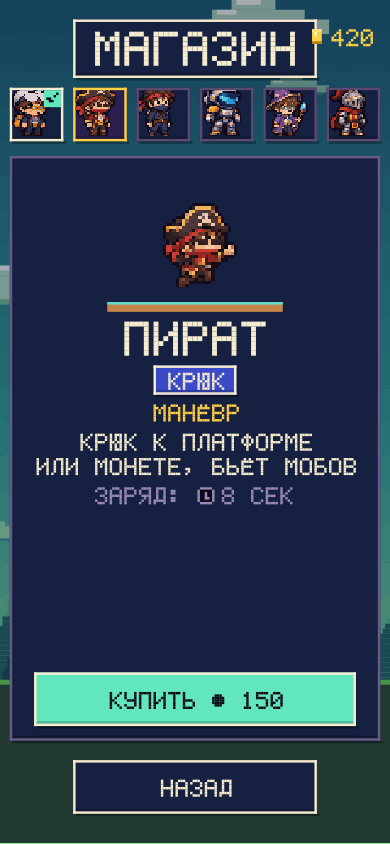 МАГАЗИН
420
ПИРАТ
КРЮК
МАНЁВР
КРЮК К ПЛАТФОРМЕ
ИЛИ МОНЕТЕ, БЬЁТ МОБОВ
ЗАРЯД: 8 СЕК
КУПИТЬ ● 150
НАЗАД